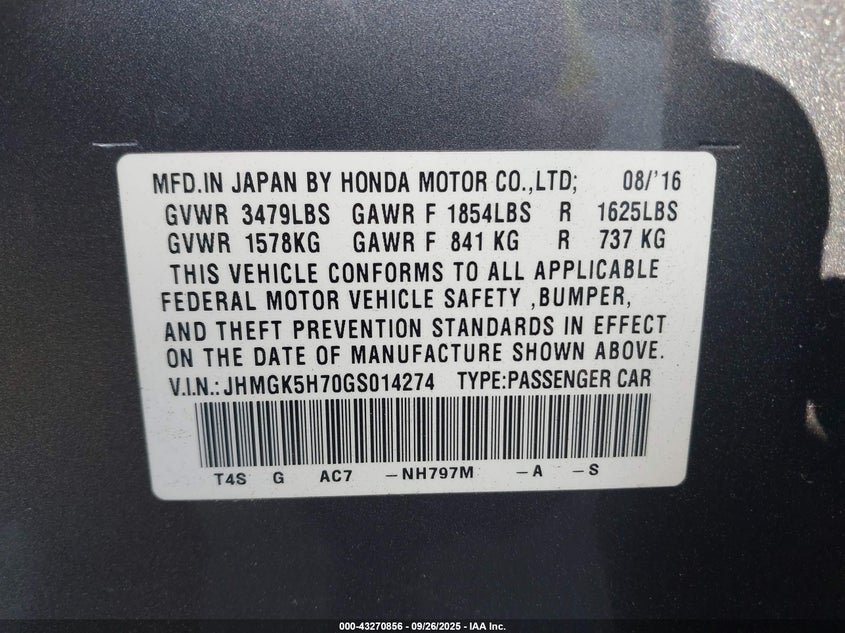 MFD.IN JAPAN BY HONDA MOTOR CO.,LTD; 08/'16
GVWR 3479LBS GAWR F 1854LBS R 1625LBS
GVWR 1578KG GAWR F 841 KG R 737 KG
THIS VEHICLE CONFORMS TO ALL APPLICABLE
FEDERAL MOTOR VEHICLE SAFETY ,BUMPER,
AND THEFT PREVENTION STANDARDS IN EFFECT
ON THE DATE OF MANUFACTURE SHOWN ABOVE.
V.I.N.: JHMGK5H70GS014274 TYPE:PASSENGER CAR
T4S G AC7 -NH797M -A -S
000-43270856 - 09/26/2025 - IAA Inc.